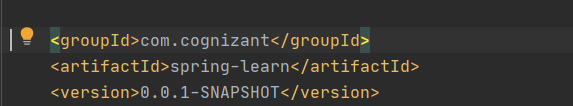 <groupId>com.cognizant</groupId>
<artifactId>spring-learn</artifactId>
<version>0.0.1-SNAPSHOT</version>